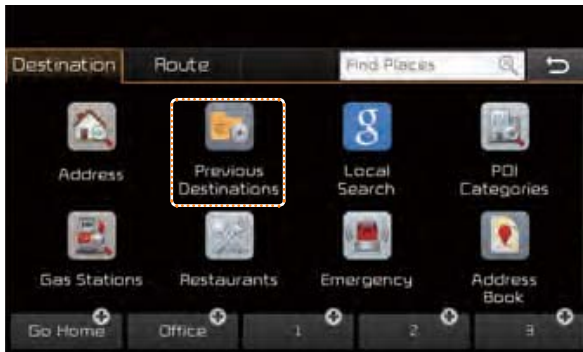 Destination
Route
Find Places
Address
Previous
Destinations
g
Local
Search
POI
Categories
Gas Stations
Restaurants
Emergency
Address
Book
Go Home
Office
1
2
3